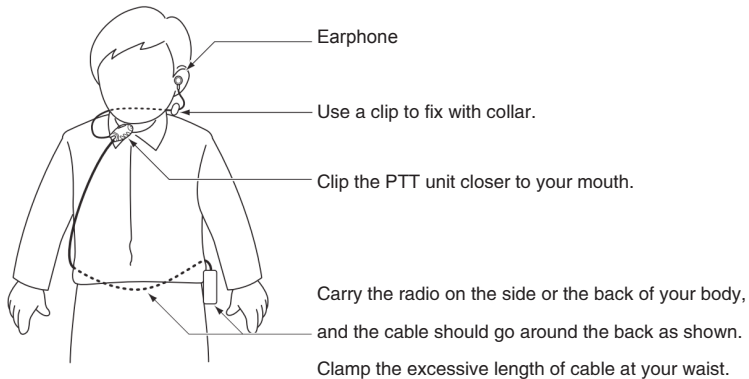 Earphone
Use a clip to fix with collar.
Clip the PTT unit closer to your mouth.
Carry the radio on the side or the back of your body,
and the cable should go around the back as shown.
Clamp the excessive length of cable at your waist.